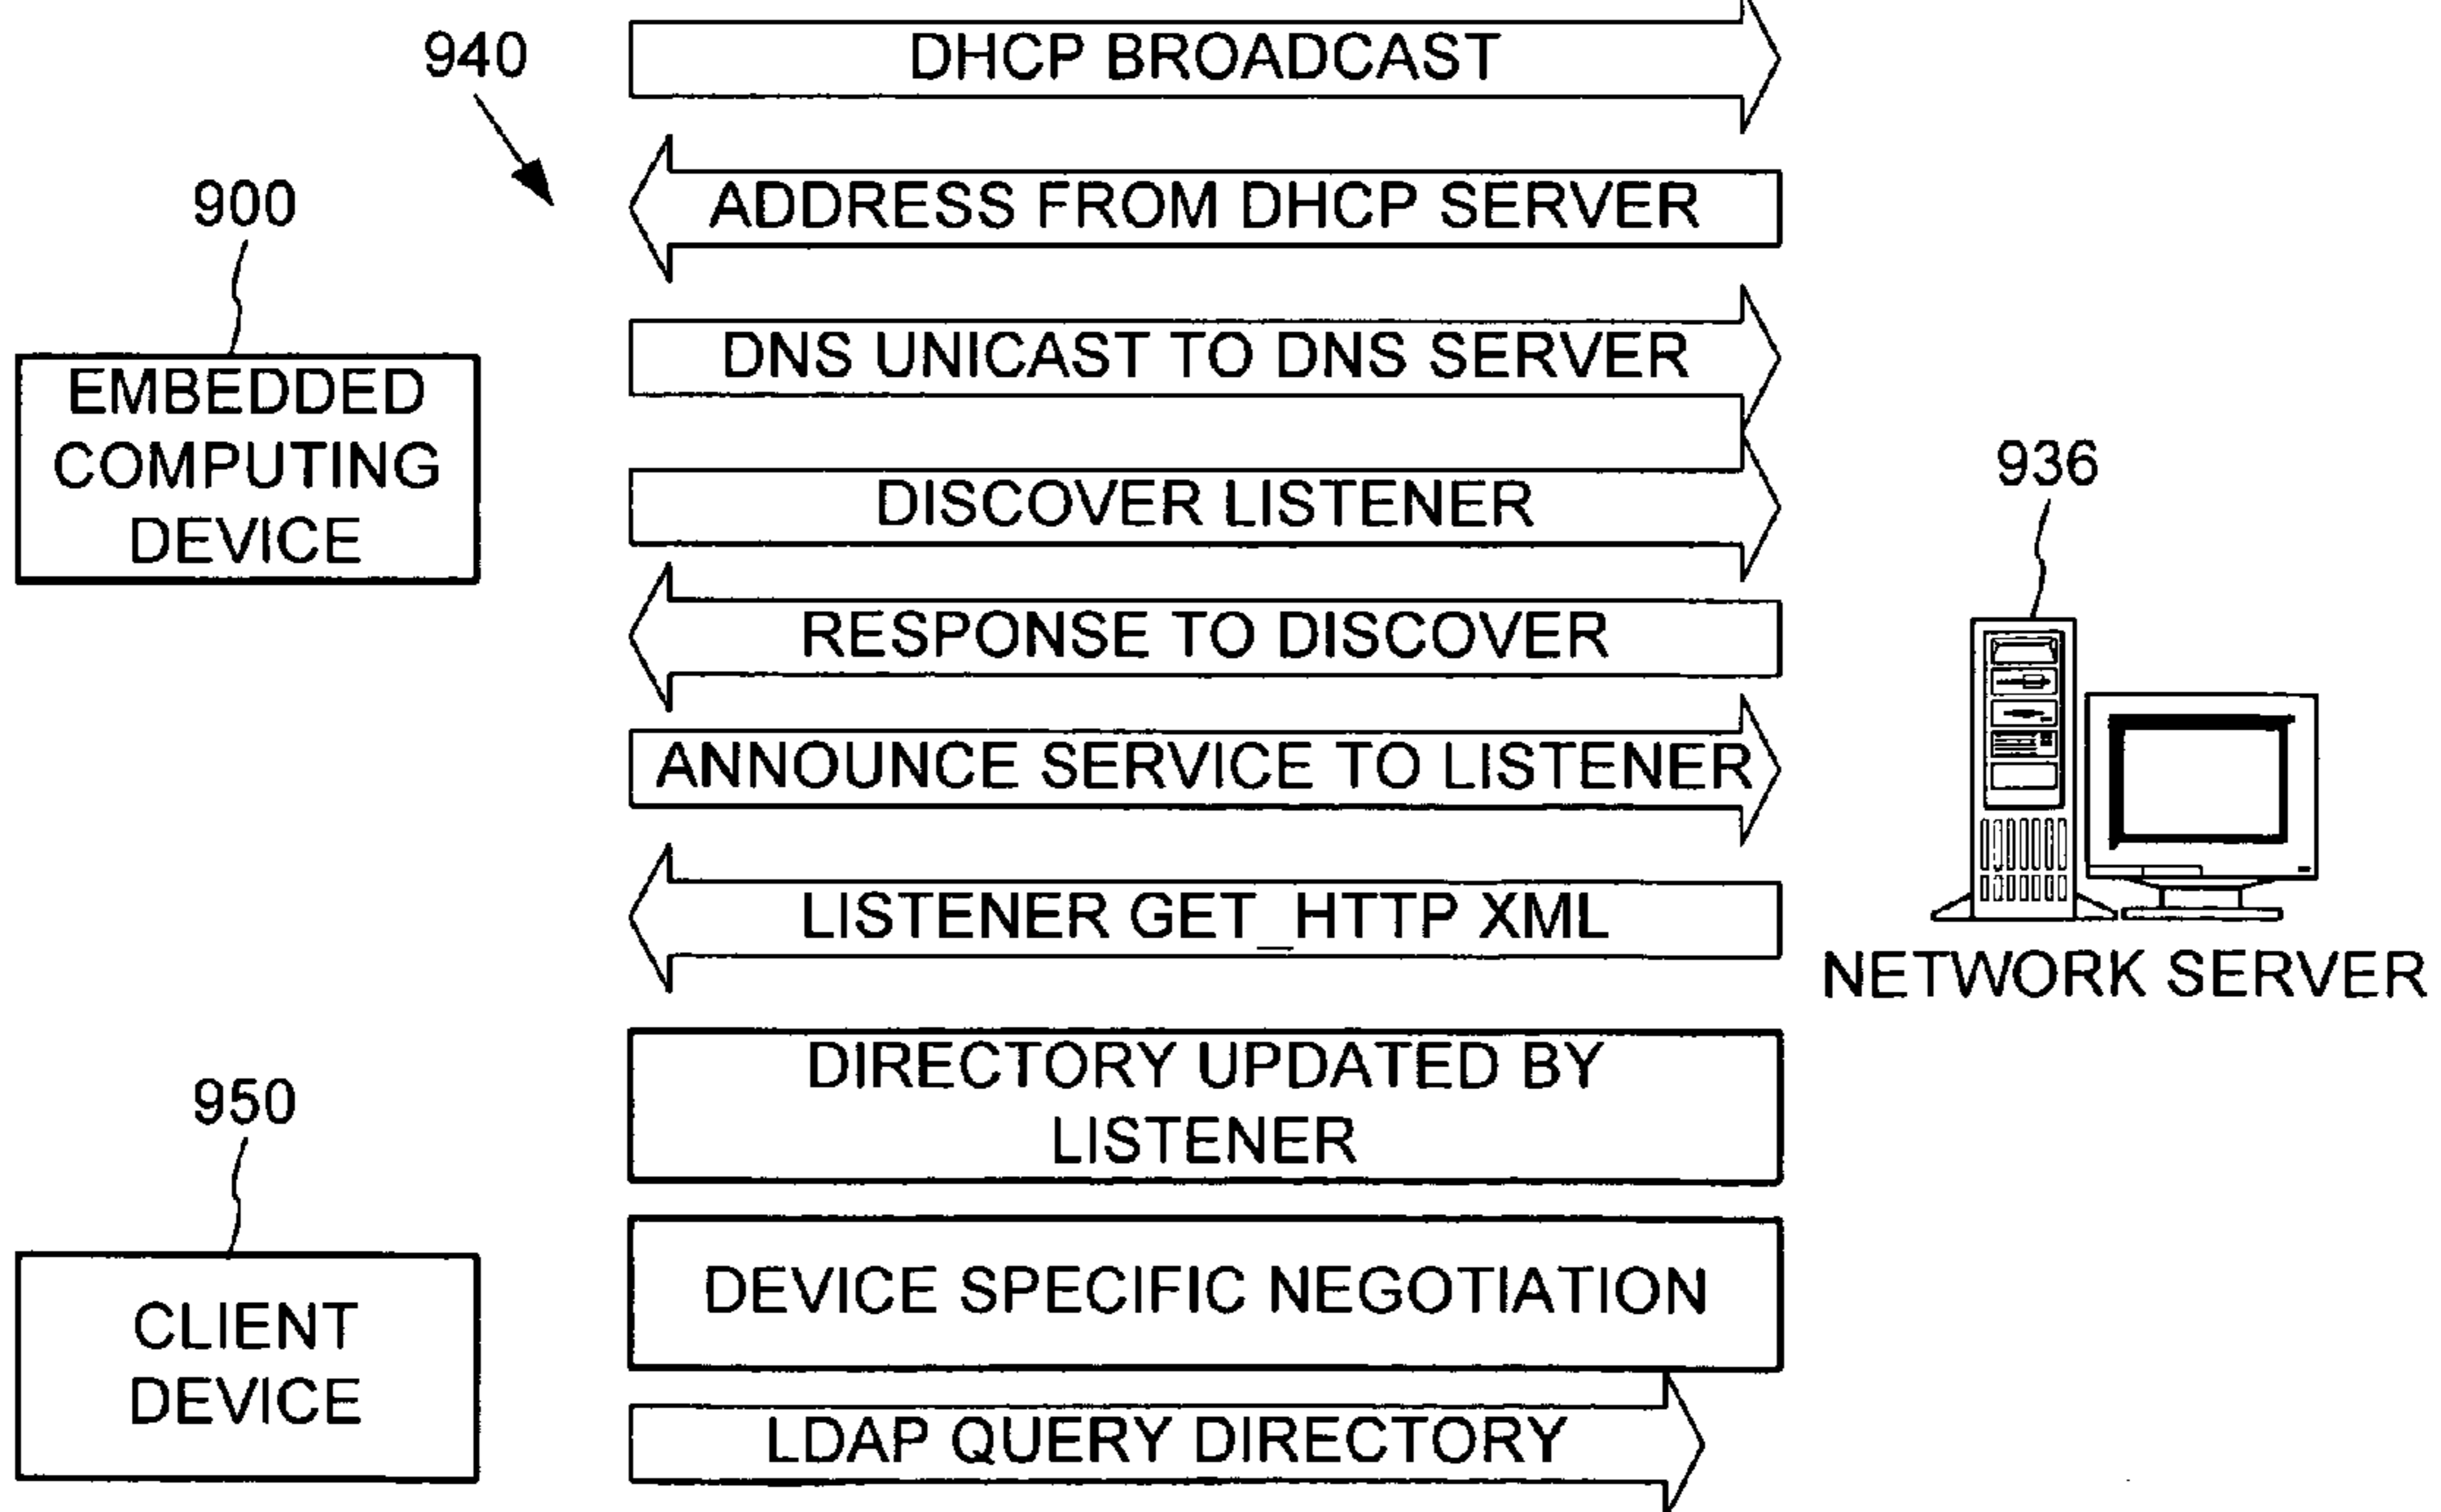 940
DHCP BROADCAST
900
ADDRESS FROM DHCP SERVER
EMBEDDED
COMPUTING
DEVICE
DNS UNICAST TO DNS SERVER
DISCOVER LISTENER
936
RESPONSE TO DISCOVER
ANNOUNCE SERVICE TO LISTENER
LISTENER GET_HTTP XML
NETWORK SERVER
DIRECTORY UPDATED BY
LISTENER
950
DEVICE SPECIFIC NEGOTIATION
CLIENT
DEVICE
LDAP QUERY DIRECTORY